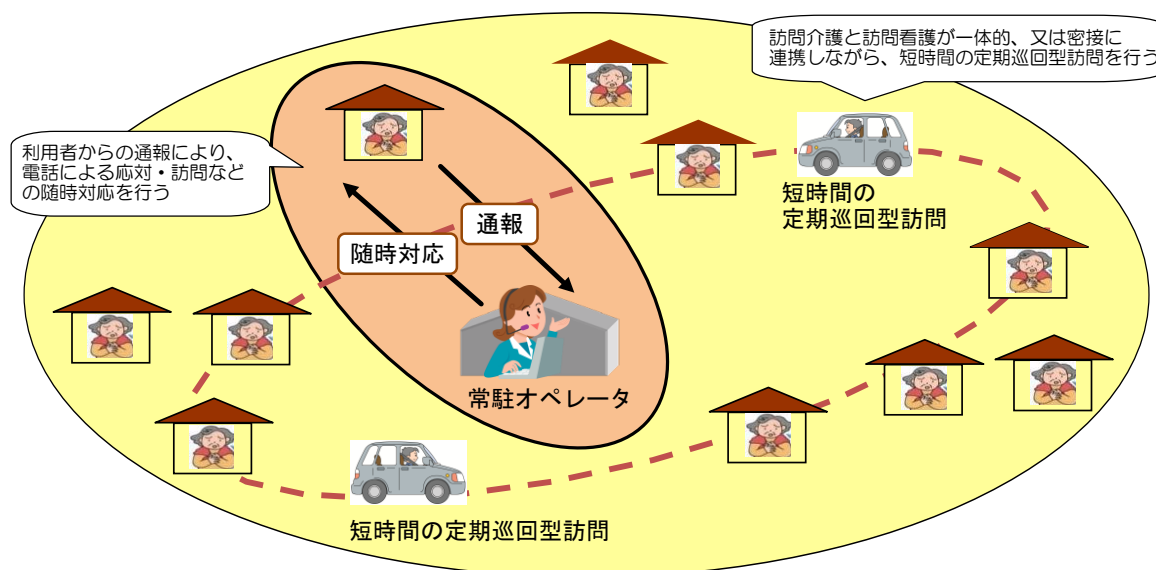 訪問介護と訪問看護が一体的、又は密接に
連携しながら、短時間の定期巡回型訪問を行う
利用者からの通報により、
電話による応対・訪問など
の随時対応を行う
短時間の
定期巡回型訪問
通報
随時対応
常駐オペレータ
短時間の定期巡回型訪問